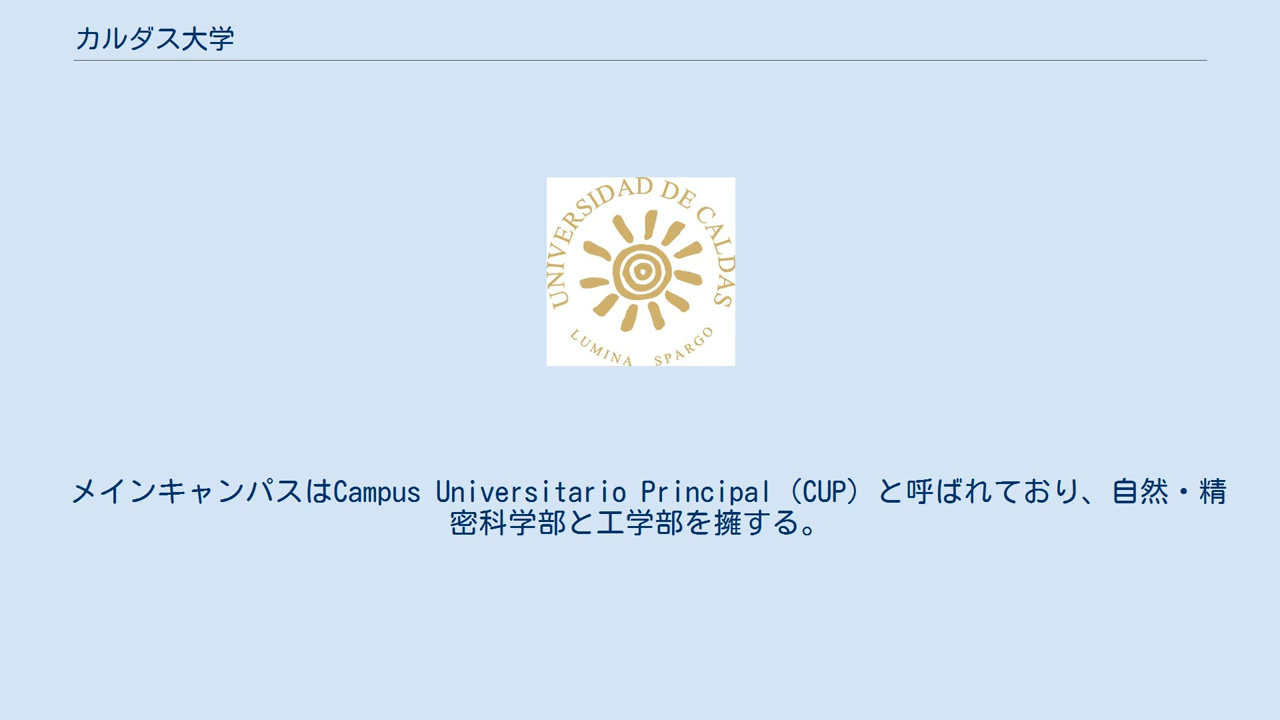 カルダス大学
UNIVERSIDAD DE CALDAS
LUMINA SPARGO
メインキャンパスはCampus Universitario Principal（CUP）と呼ばれており、自然・精
密科学部と工学部を擁する。